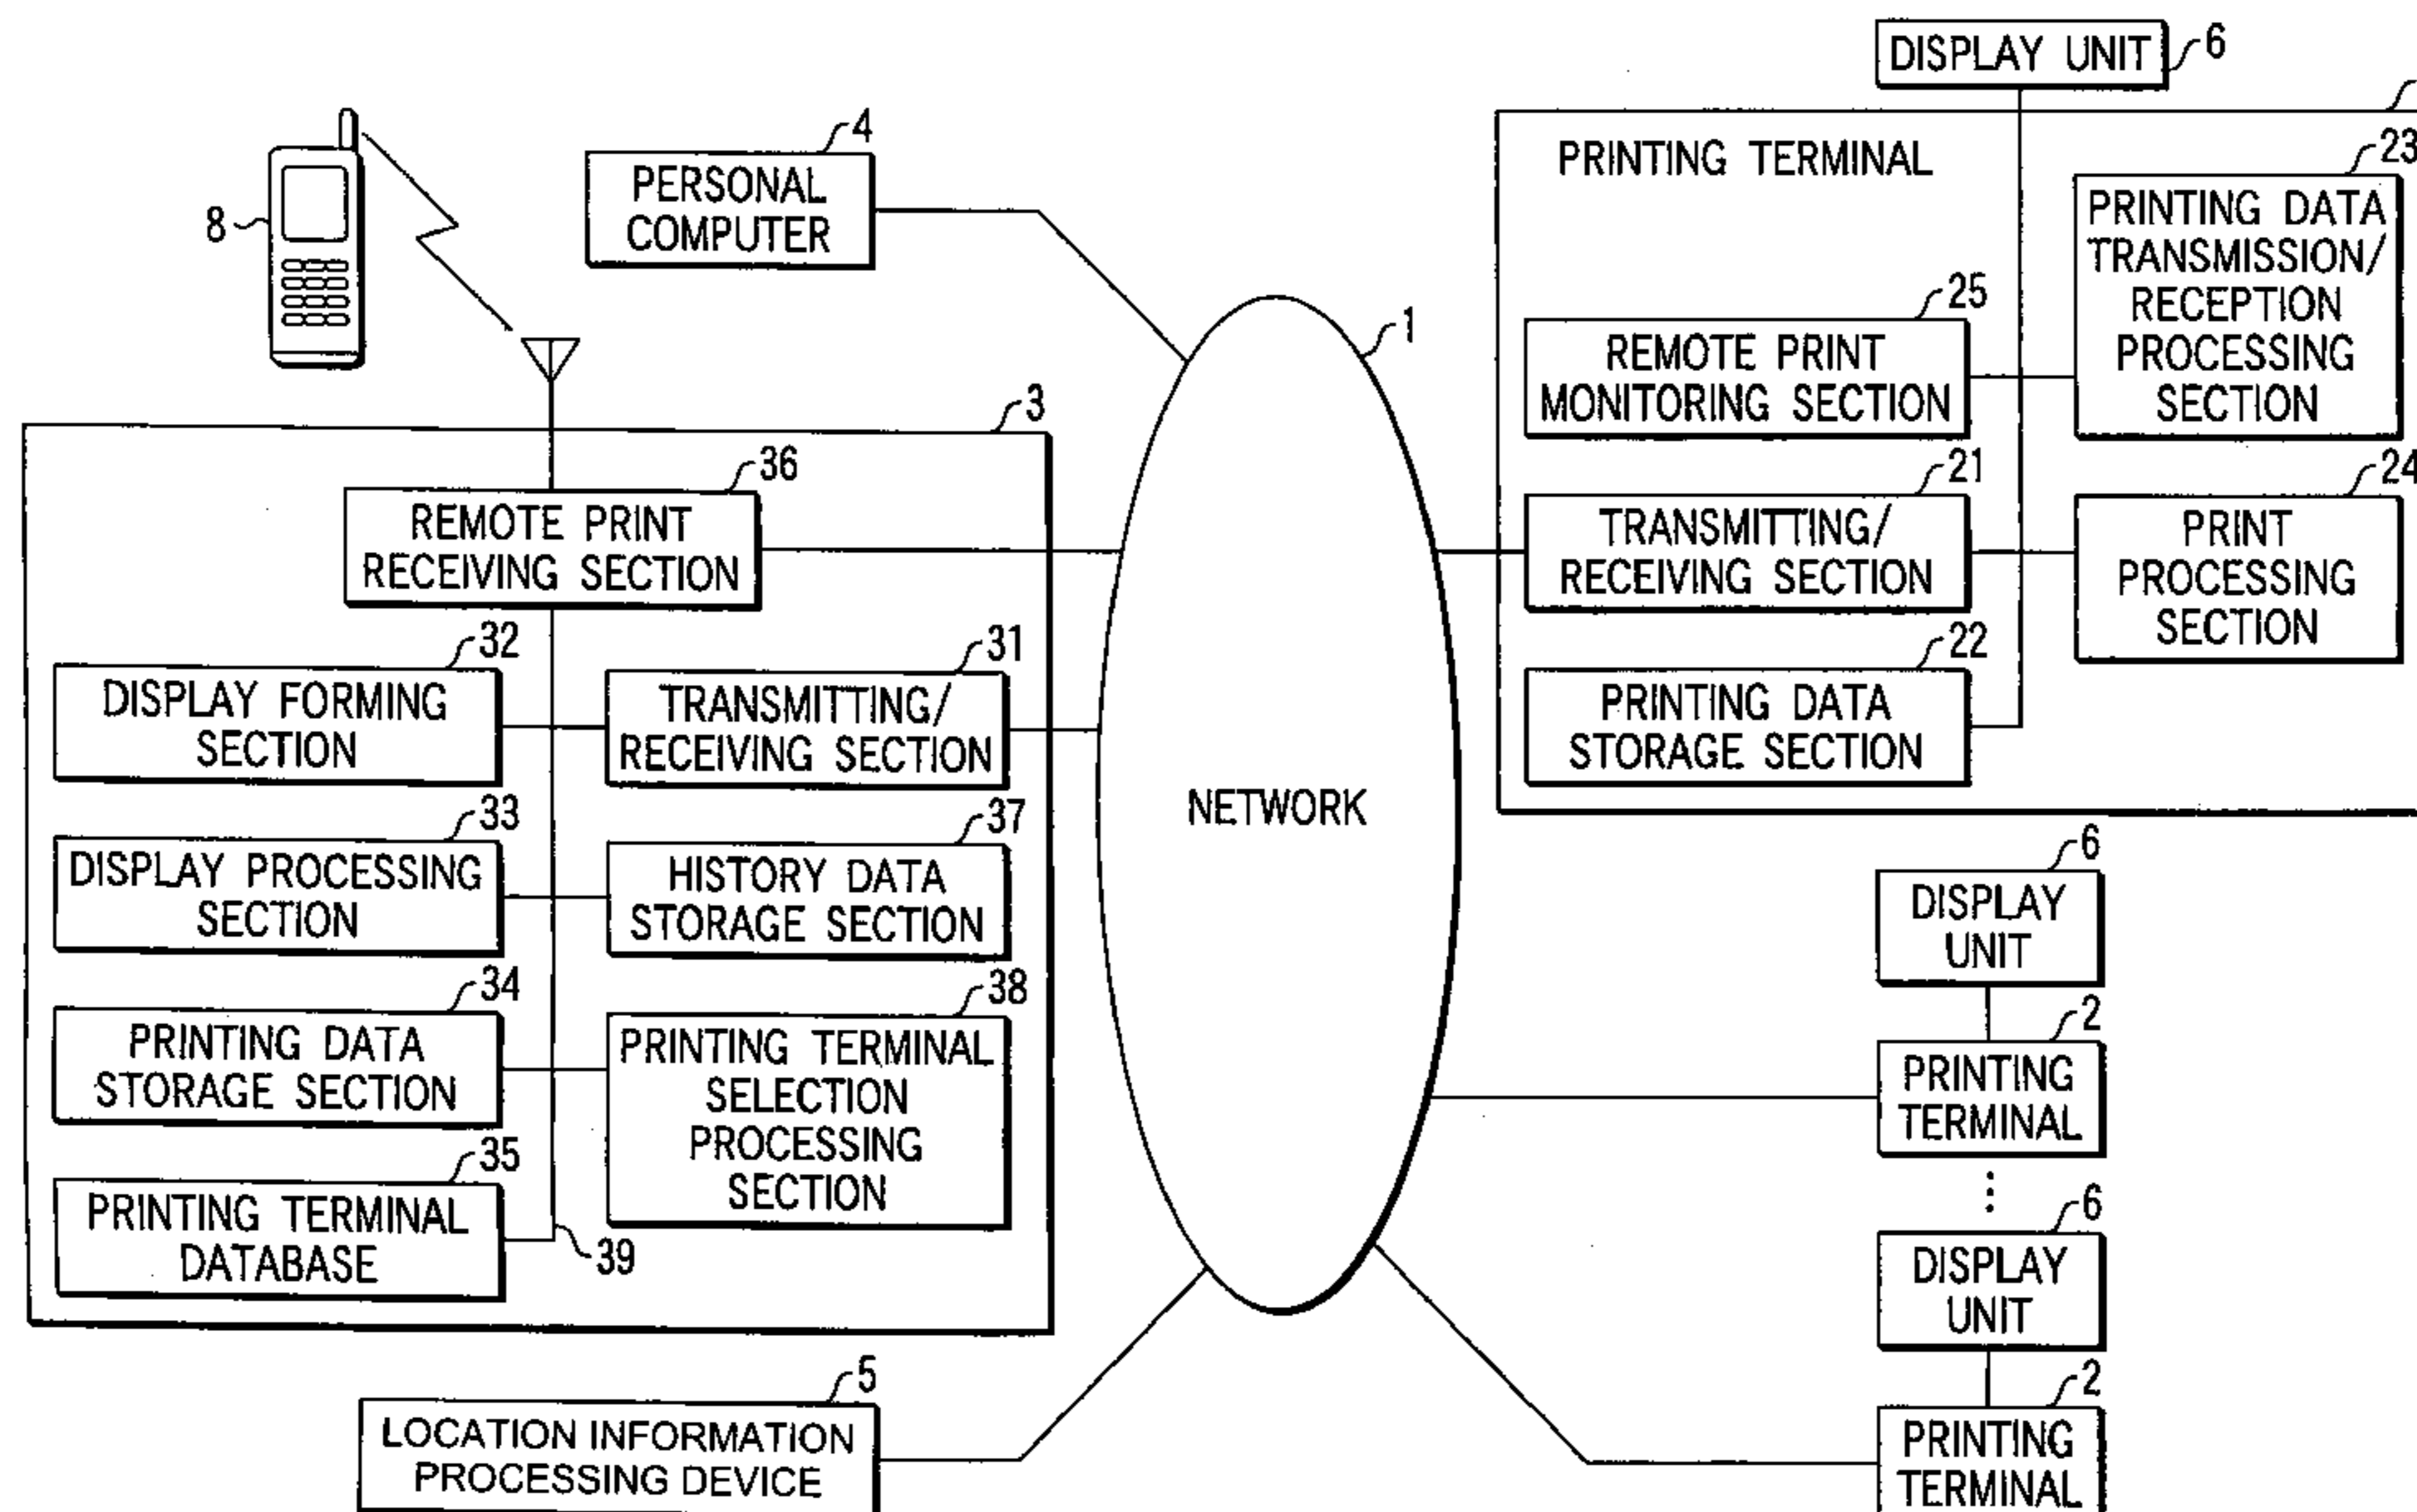 DISPLAY UNIT
6
PRINTING TERMINAL
8
4
PERSONAL
COMPUTER
1
NETWORK
25
REMOTE PRINT
MONITORING SECTION
23
PRINTING DATA
TRANSMISSION/
RECEPTION
PROCESSING
SECTION
21
TRANSMITTING/
RECEIVING SECTION
24
PRINT
PROCESSING
SECTION
22
PRINTING DATA
STORAGE SECTION
3
36
REMOTE PRINT
RECEIVING SECTION
32
DISPLAY FORMING
SECTION
31
TRANSMITTING/
RECEIVING SECTION
33
DISPLAY PROCESSING
SECTION
37
HISTORY DATA
STORAGE SECTION
34
PRINTING DATA
STORAGE SECTION
38
PRINTING TERMINAL
SELECTION
PROCESSING
SECTION
35
PRINTING TERMINAL
DATABASE
39
5
LOCATION INFORMATION
PROCESSING DEVICE
6
DISPLAY
UNIT
2
PRINTING
TERMINAL
6
DISPLAY
UNIT
2
PRINTING
TERMINAL